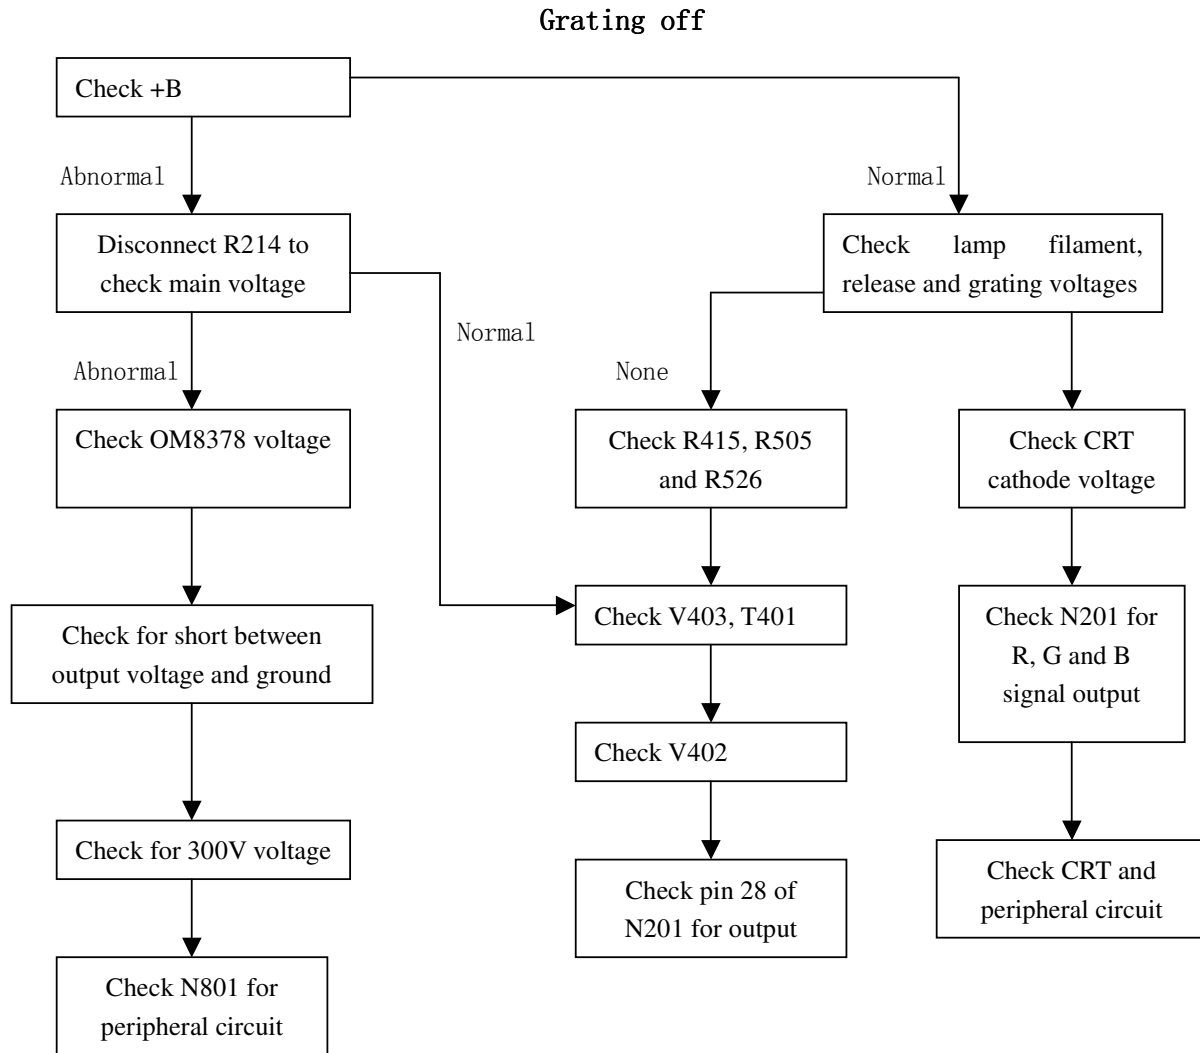 Grating off
Check +B
Abnormal
Normal
Disconnect R214 to
check main voltage
Check lamp filament,
release and grating voltages
Normal
Abnormal
None
Check OM8378 voltage
Check R415, R505
and R526
Check CRT
cathode voltage
Check for short between
output voltage and ground
Check V403, T401
Check N201 for
R, G and B
signal output
Check V402
Check for 300V voltage
Check pin 28 of
N201 for output
Check CRT and
peripheral circuit
Check N801 for
peripheral circuit